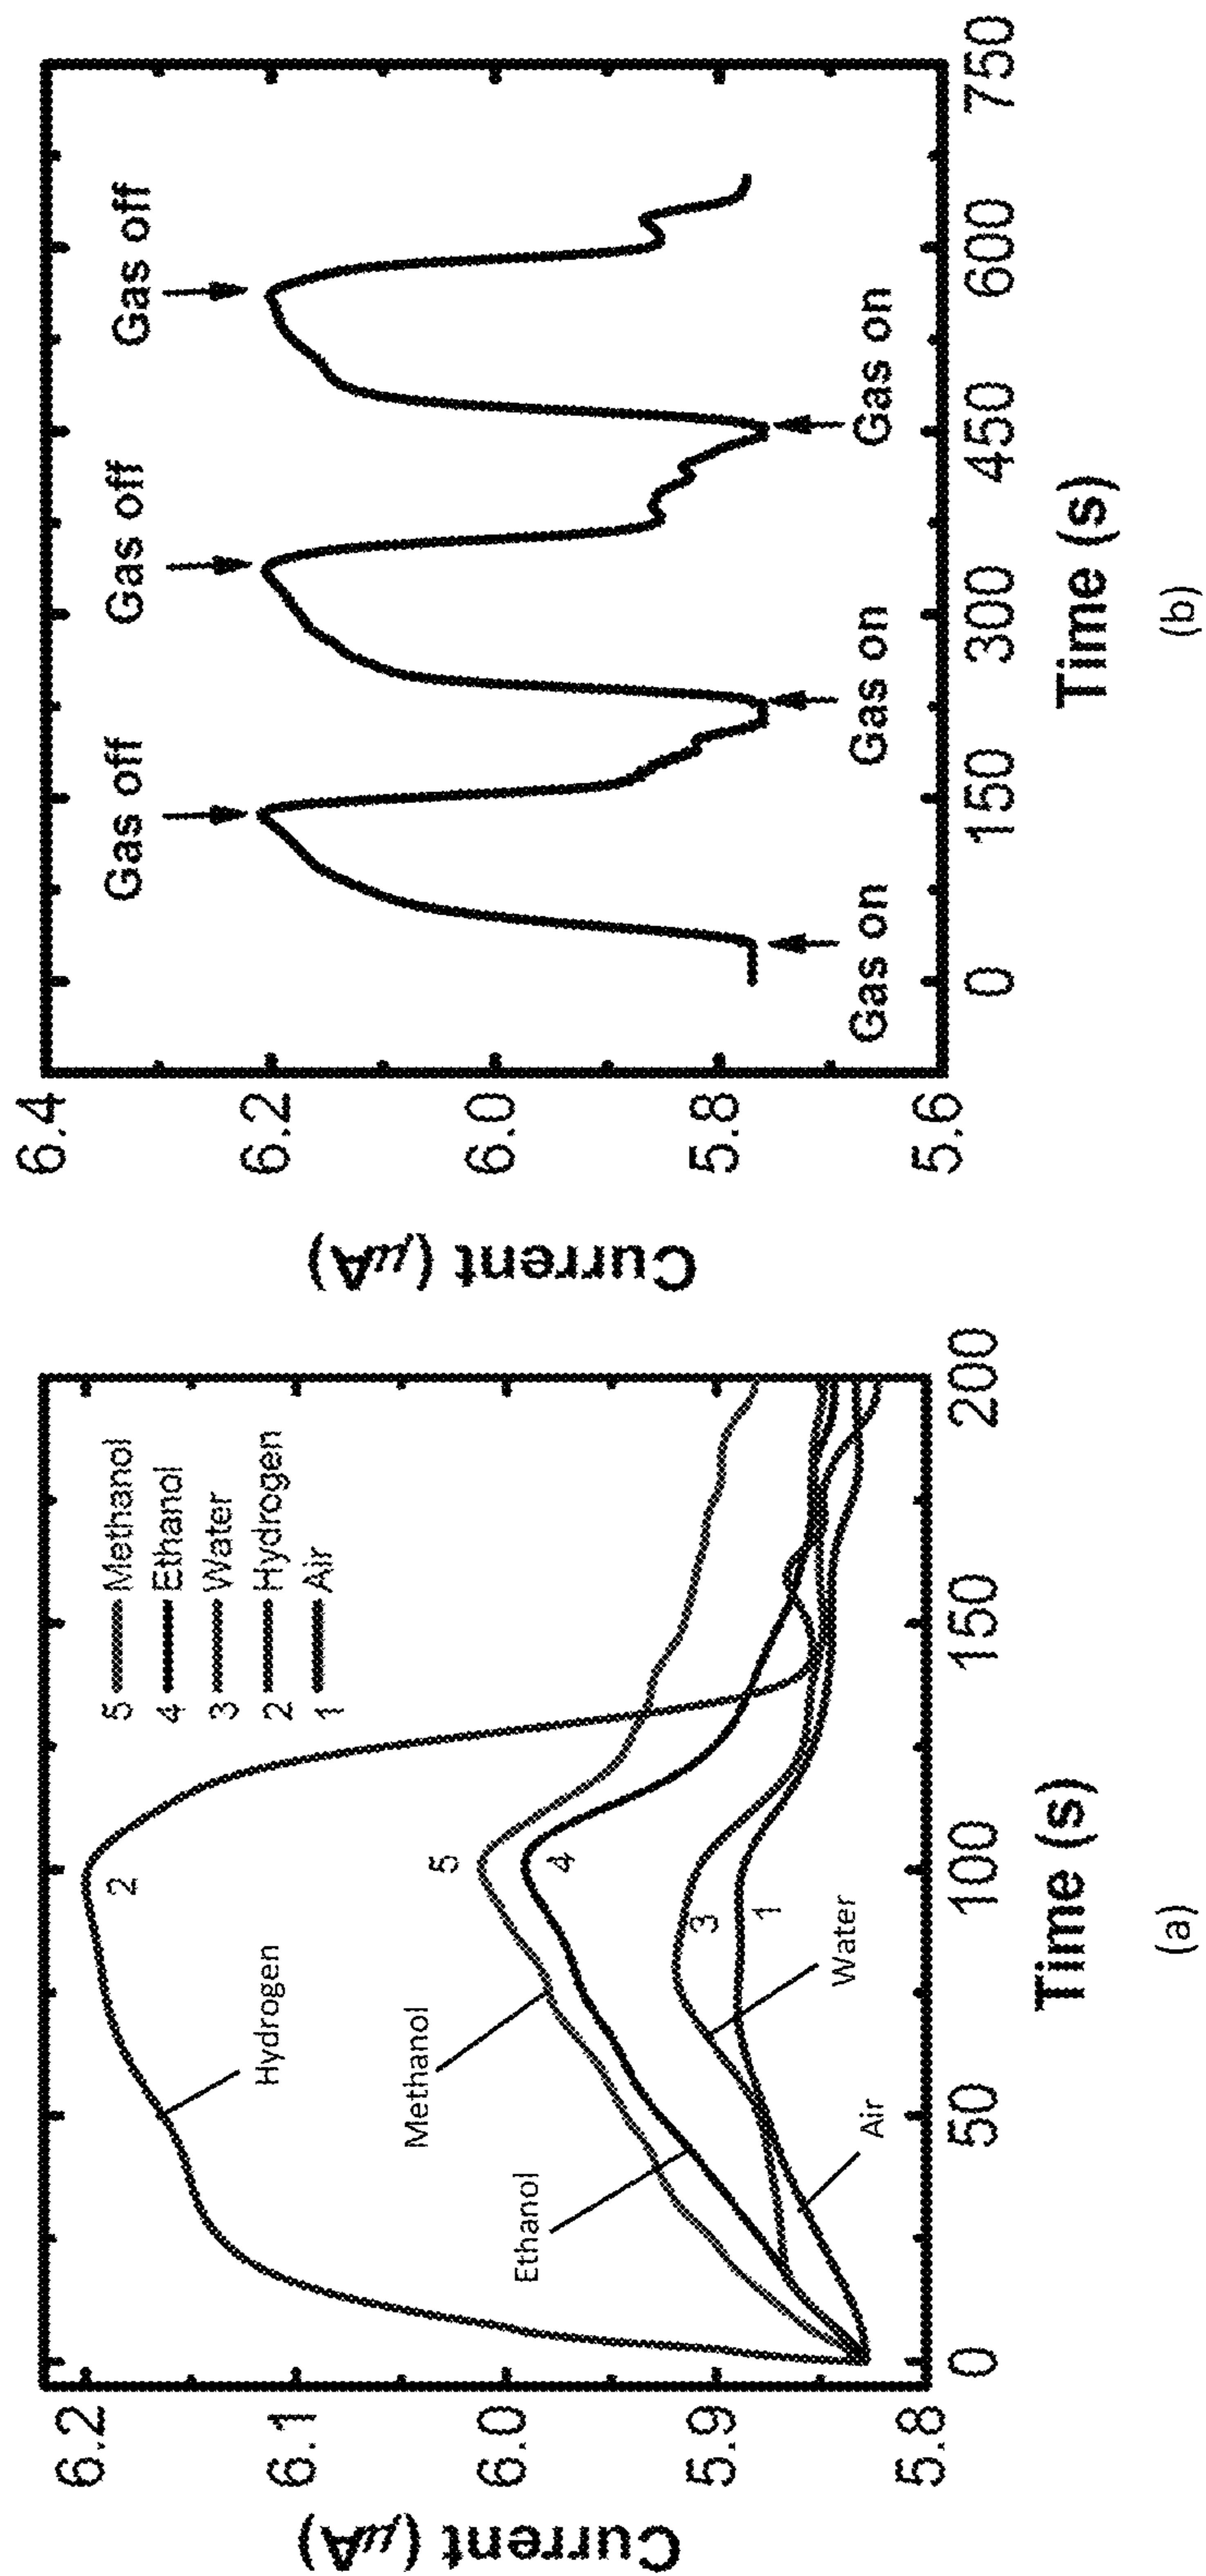 Current (μA)
6.2
6.1
6.0
5.9
5.8
5 Methanol
4 Ethanol
3 Water
2 Hydrogen
1 Air
2
Hydrogen
5
Methanol
4
Ethanol
3
1
Water
Air
0 50 100 150 200
Time (s)
(a)
Current (μA)
6.4
6.2
6.0
5.8
5.6
Gas off Gas off Gas off
Gas on Gas on Gas on
0 150 300 450 600 750
Time (s)
(b)